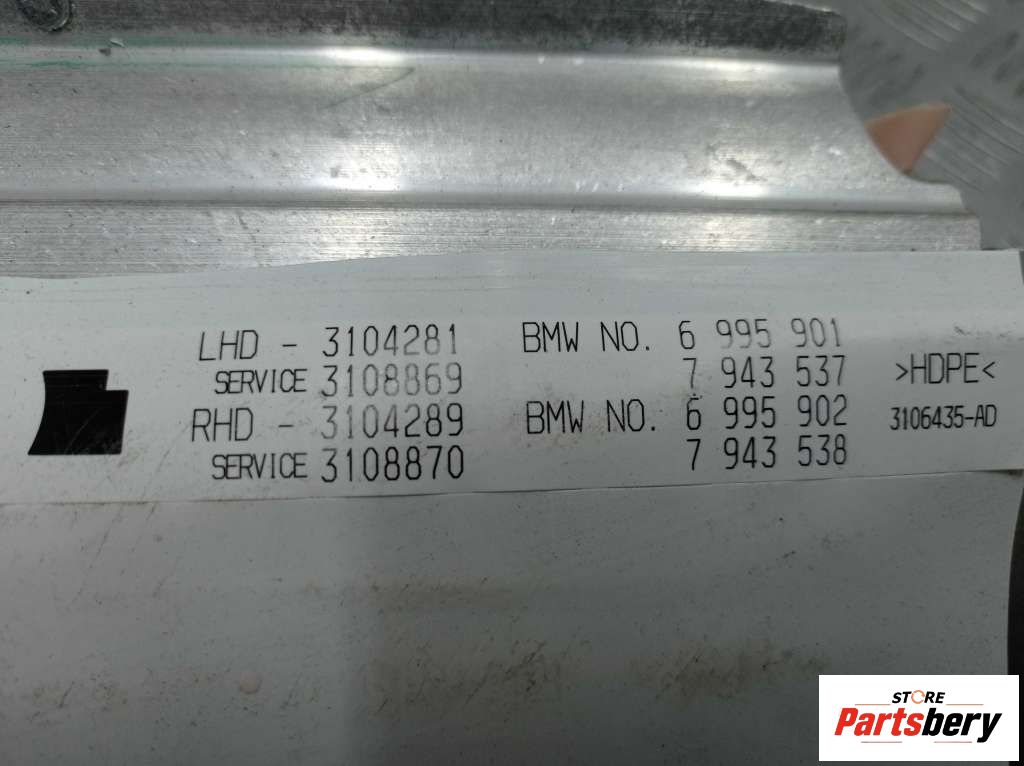 LHD - 3104281 BMW NO. 6 995 901
SERVICE 3108869 7 943 537 >HDPE<
RHD - 3104289 BMW NO. 6 995 902 3106435-AD
SERVICE 3108870 7 943 538
STORE
Partsbery